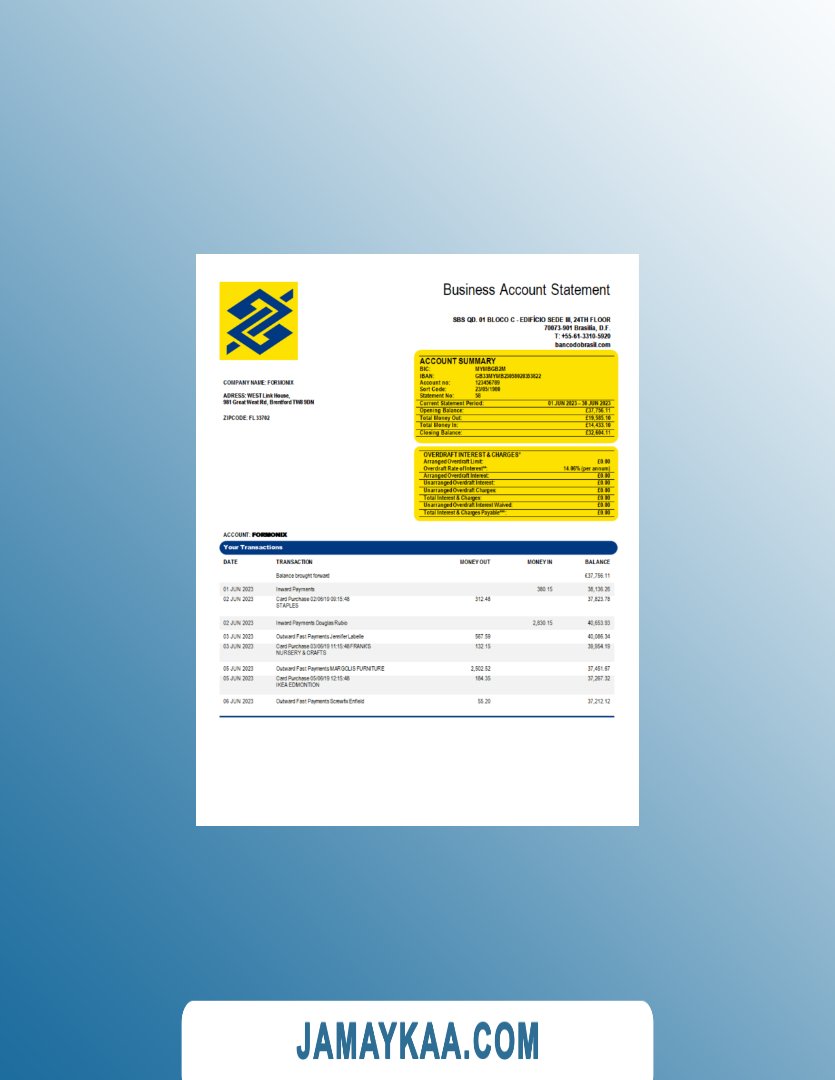 Business Account Statement
SBS QD. 01 BLOCO C - EDIFÍCIO SEDE III, 24TH FLOOR
70073-901 Brasilia, D.F.
T: +55-61-3310-5920
bancodobrasil.com
ACCOUNT SUMMARY
BIC: MYMBGB2M
IBAN:
Account no: 123456789
Sort Code: 23/05/1980
Statement No: 58
Current Statement Period: 01 JUN 2023 - 30 JUN 2023
Opening Balance: £37,756.11
Total Money Out: £19,585.10
Total Money In: £14,433.10
Closing Balance: £32,604.11
COMPANY NAME: FORMONIX
ADRESS: WEST Link House,
981 Great West Rd, Brentford TW8 9DN
ZIPCODE: FL 33702
OVERDRAFT INTEREST & CHARGES*
Arranged Overdraft Limit: £0.00
Overdraft Rate of Interest**: 14.06% (per annum)
Arranged Overdraft Interest: £0.00
Unarranged Overdraft Interest: £0.00
Unarranged Overdraft Charges: £0.00
Total Interest & Charges: £0.00
Unarranged Overdraft Interest Waived: £0.00
Total Interest & Charges Payable***: £0.00
ACCOUNT: FORMONIX
Your Transactions
DATE TRANSACTION MONEY OUT MONEY IN BALANCE
Balance brought forward £37,756.11
01 JUN 2023 Inward Payments 380.15 38,136.26
02 JUN 2023 Card Purchase 02/06/19 09:15:48 312.48 37,823.78
STAPLES
02 JUN 2023 Inward Payments Douglas Rubio 2,830.15 40,653.93
03 JUN 2023 Outward Fast Payments Jennifer Labelle 567.59 40,086.34
03 JUN 2023 Card Purchase 03/06/19 11:15:48 FRANK'S 132.15 39,954.19
NURSERY & CRAFTS
05 JUN 2023 Outward Fast Payments MARGOLIS FURNITURE 2,502.52 37,451.67
05 JUN 2023 Card Purchase 05/06/19 12:15:48 184.35 37,267.32
IKEA EDMONTION
06 JUN 2023 Outward Fast Payments Screwfix Enfield 55.20 37,212.12
JAMAYKAA.COM